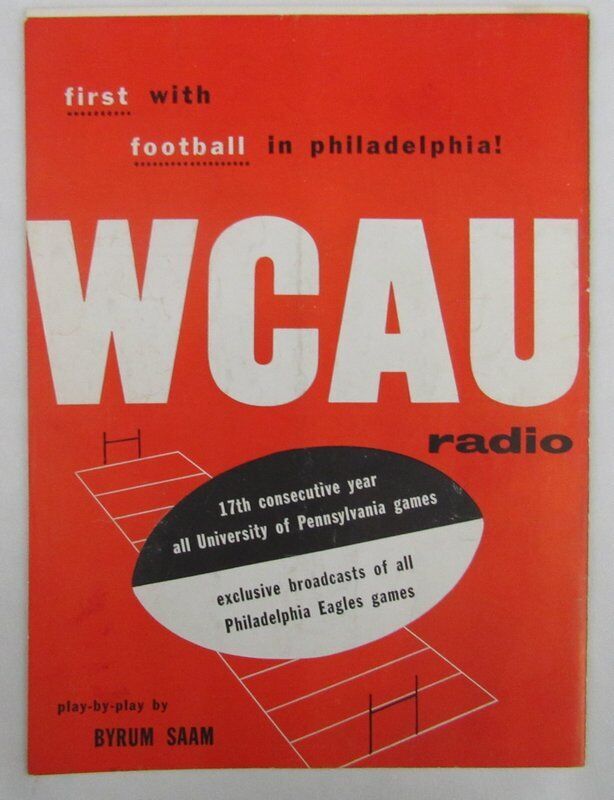 first with
football in philadelphia!
WCAU
radio
17th consecutive year
all University of Pennsylvania games
exclusive broadcasts of all
Philadelphia Eagles games
play-by-play by
BYRUM SAAM